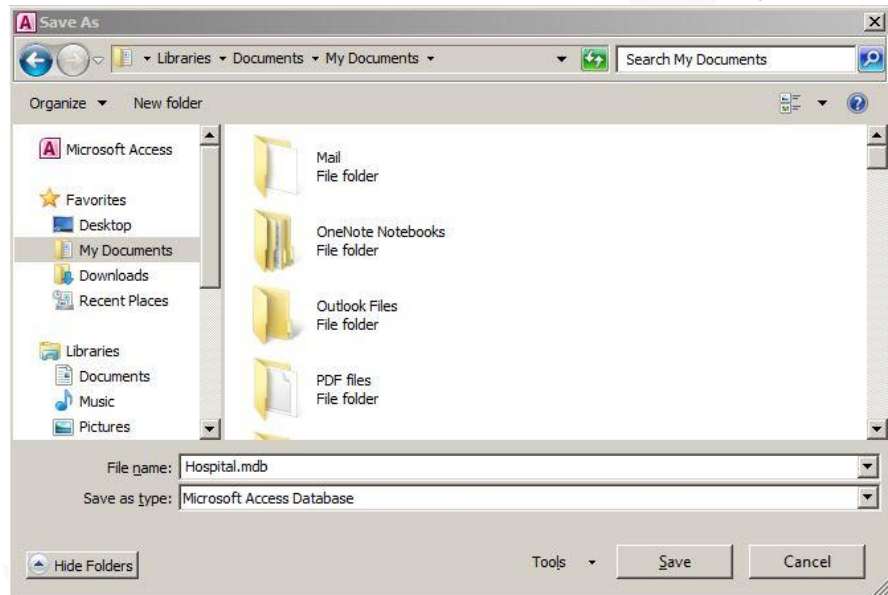 Save As
Libraries Documents My Documents
Search My Documents
Organize
New folder
Microsoft Access
Favorites
Desktop
My Documents
Downloads
Recent Places
Libraries
Documents
Music
Pictures
Mail
File folder
OneNote Notebooks
File folder
Outlook Files
File folder
PDF files
File folder
File name: Hospital.mdb
Save as type: Microsoft Access Database
Hide Folders
Tools
Save
Cancel